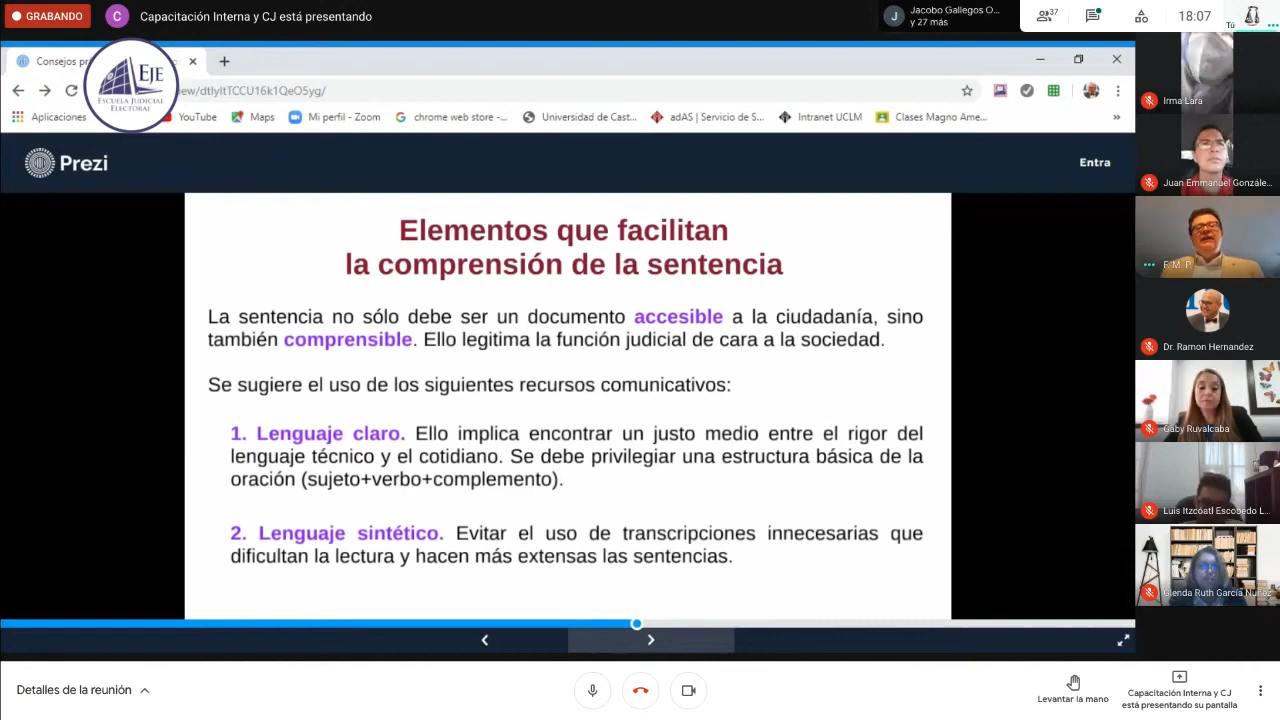 GRABANDO
C
Capacitación Interna y CJ está presentando
J
Jacobo Gallegos O...
y 27 más
37
18:07
Tú
Consejos pr
EJE
ESCUELA JUDICIAL
ELECTORAL
ew/dtlyltTCCU16k1QeO5yg/
Aplicaciones
YouTube
Maps
Mi perfil - Zoom
chrome web store -...
Universidad de Cast...
adAS | Servicio de S...
Intranet UCLM
Clases Magno Ame...
»
Prezi
Entra
Elementos que facilitan
la comprensión de la sentencia
La sentencia no sólo debe ser un documento accesible a la ciudadanía, sino
también comprensible. Ello legitima la función judicial de cara a la sociedad.
Se sugiere el uso de los siguientes recursos comunicativos:
1. Lenguaje claro. Ello implica encontrar un justo medio entre el rigor del
lenguaje técnico y el cotidiano. Se debe privilegiar una estructura básica de la
oración (sujeto+verbo+complemento).
2. Lenguaje sintético. Evitar el uso de transcripciones innecesarias que
dificultan la lectura y hacen más extensas las sentencias.
Irma Lara
Juan Emmanuel Gonzále...
F. M. P.
Dr. Ramon Hernandez
Gaby Ruvalcaba
Luis Itzcóatl Escobedo L...
Glenda Ruth García Nuñez
Detalles de la reunión
Levantar la mano
Capacitación Interna y CJ
está presentando su pantalla